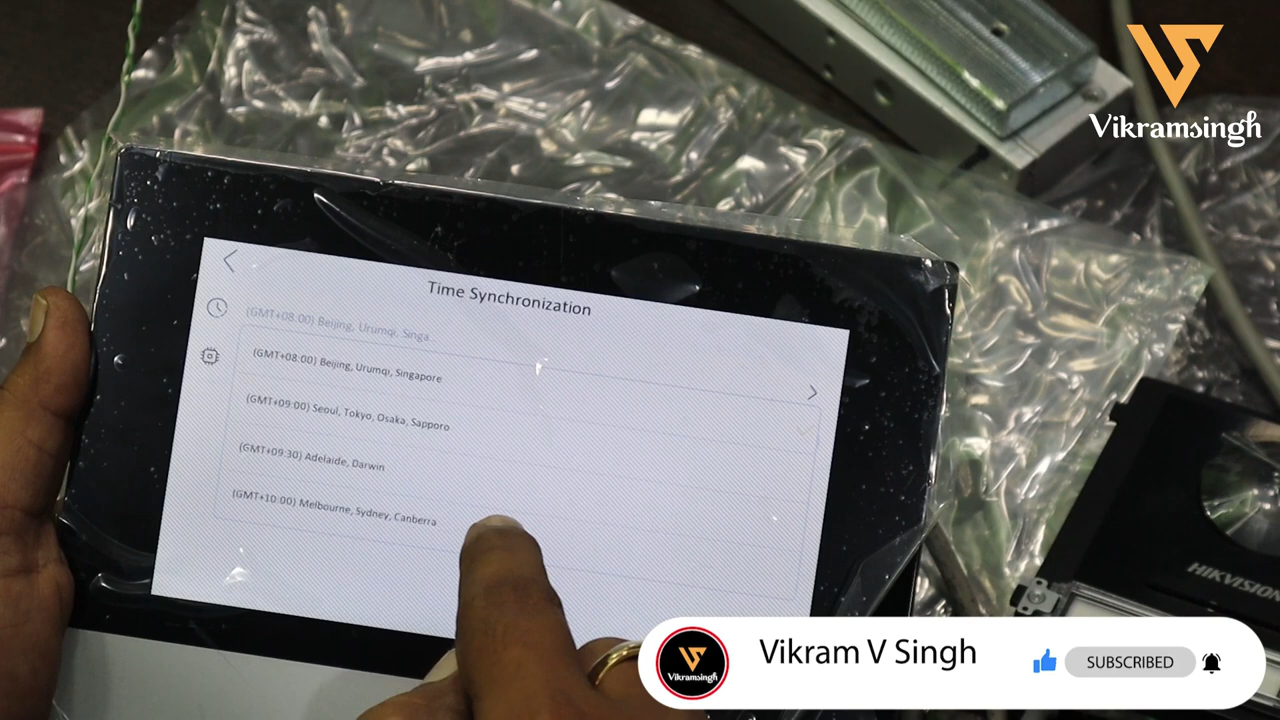 Vikramsingh
Time Synchronization
(GMT+08:00) Beijing, Urumqi, Singa...
(GMT+08:00) Beijing, Urumqi, Singapore
(GMT+09:00) Seoul, Tokyo, Osaka, Sapporo
(GMT+09:30) Adelaide, Darwin
(GMT+10:00) Melbourne, Sydney, Canberra
HIKVISION
Vikram V Singh
SUBSCRIBED
Vikramsingh